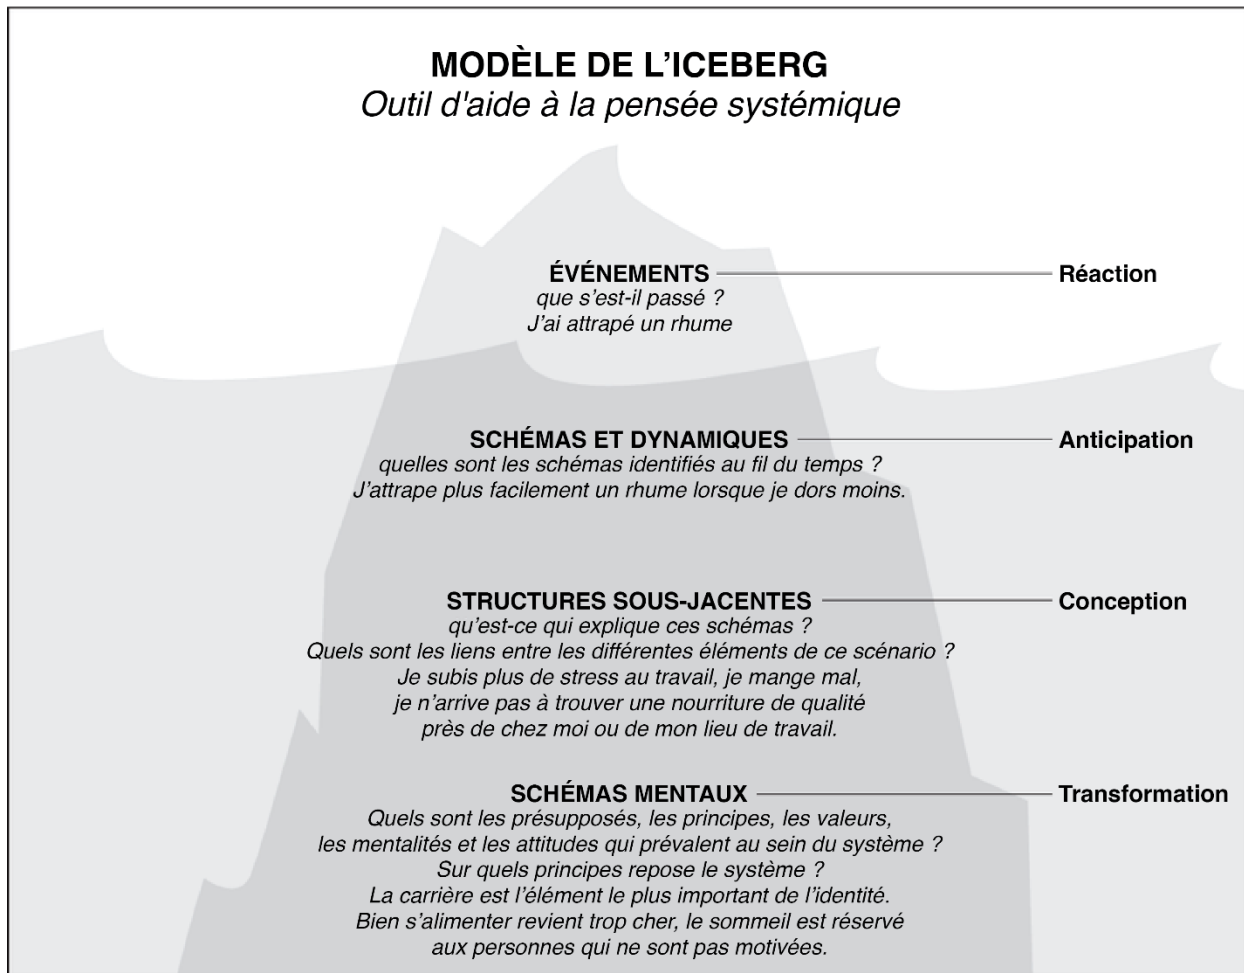 MODÈLE DE L’ICEBERG
Outil d'aide à la pensée systémique
ÉVÉNEMENTS Réaction
que s’est-il passé ?
J’ai attrapé un rhume
SCHÉMAS ET DYNAMIQUES Anticipation
quelles sont les schémas identifiés au fil du temps ?
J’attrape plus facilement un rhume lorsque je dors moins.
STRUCTURES SOUS-JACENTES Conception
qu’est-ce qui explique ces schémas ?
Quels sont les liens entre les différentes éléments de ce scénario ?
Je subis plus de stress au travail, je mange mal,
je n’arrive pas à trouver une nourriture de qualité
près de chez moi ou de mon lieu de travail.
SCHÉMAS MENTAUX Transformation
Quels sont les présupposés, les principes, les valeurs,
les mentalités et les attitudes qui prévalent au sein du système ?
Sur quels principes repose le système ?
La carrière est l’élément le plus important de l’identité.
Bien s’alimenter revient trop cher, le sommeil est réservé
aux personnes qui ne sont pas motivées.